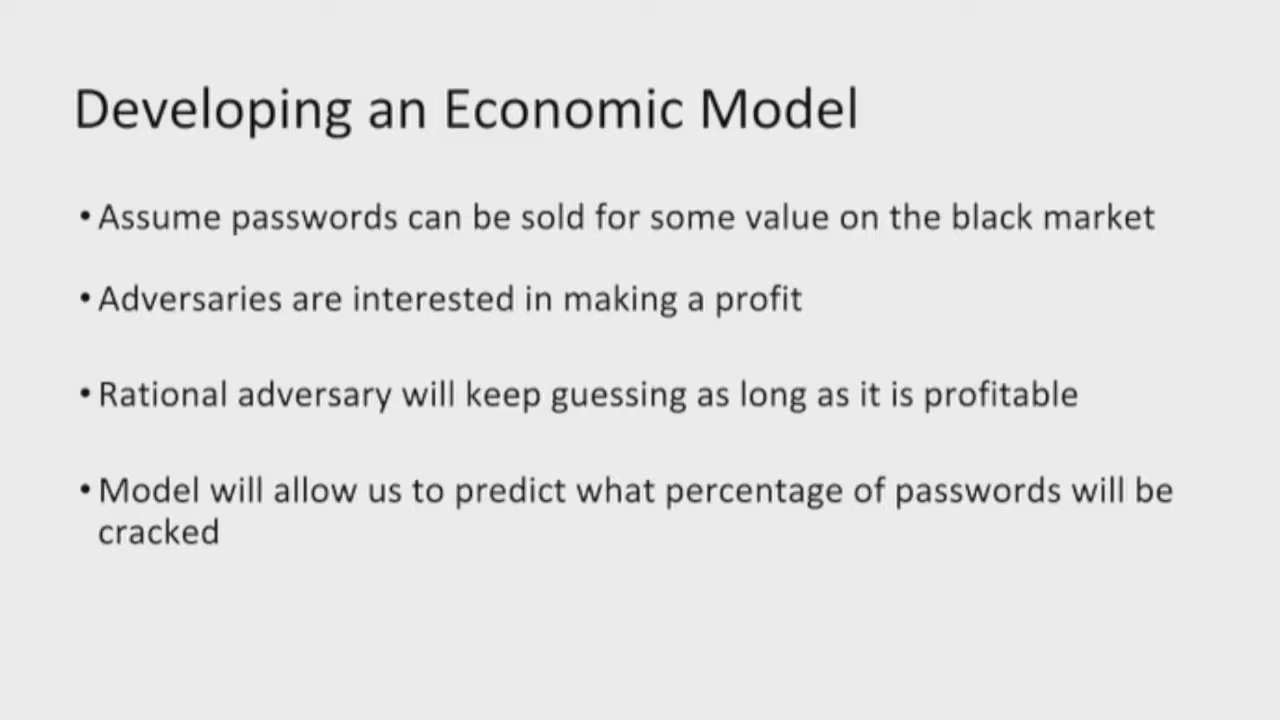 Developing an Economic Model
• Assume passwords can be sold for some value on the black market
• Adversaries are interested in making a profit
• Rational adversary will keep guessing as long as it is profitable
• Model will allow us to predict what percentage of passwords will be
cracked